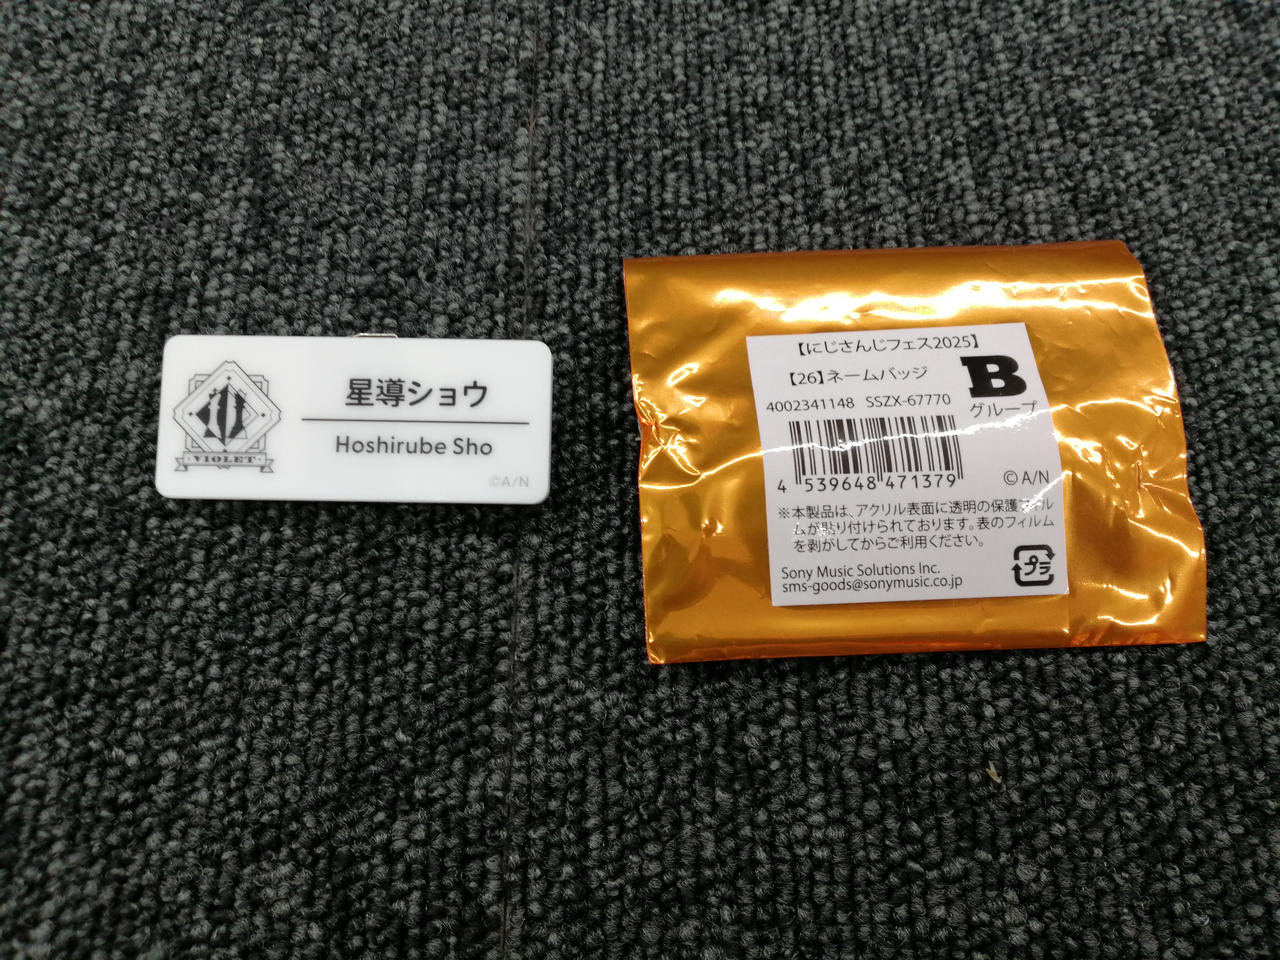 星導ショウ
Hoshirube Sho
VIOLET
©A/N
【にじさんじフェス2025】
【26】ネームバッジ
B
グループ
4002341148 SSZX-67770
4 539648 471379
©A/N
※本製品は、アクリル表面に透明の保護フィル
ムが貼り付けられております。表のフィルム
を剥がしてからご利用ください。
プラ
Sony Music Solutions Inc.
sms-goods@sonymusic.co.jp